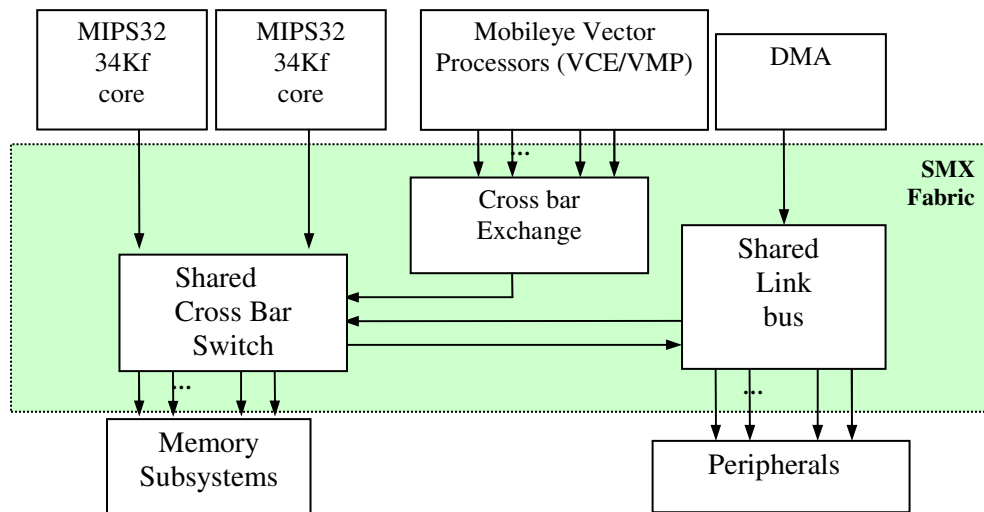 MIPS32
34Kf
core
MIPS32
34Kf
core
Mobileye Vector
Processors (VCE/VMP)
DMA
...
SMX
Fabric
Cross bar
Exchange
Shared
Link
bus
Shared
Cross Bar
Switch
...
...
Memory
Subsystems
Peripherals